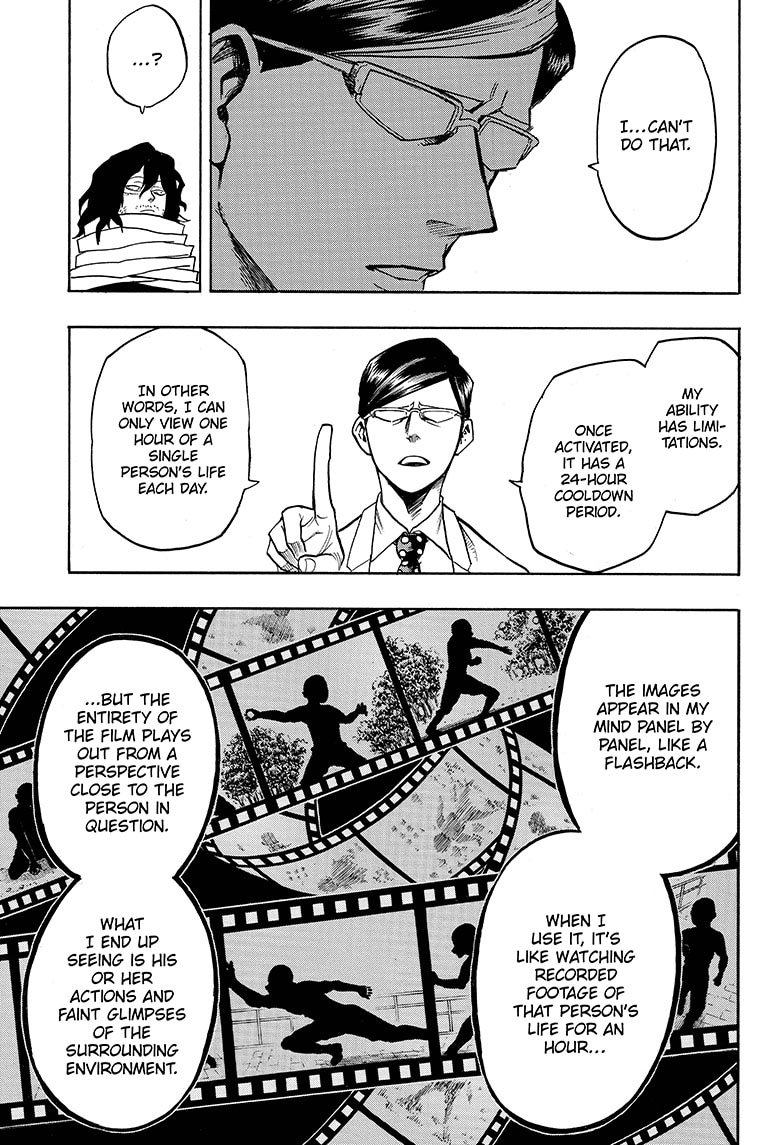 I...CAN'T
DO THAT.
...?
MY
ABILITY
HAS LIMI-
TATIONS.
ONCE
ACTIVATED,
IT HAS A
24-HOUR
COOLDOWN
PERIOD.
IN OTHER
WORDS, I CAN
ONLY VIEW ONE
HOUR OF A
SINGLE
PERSON'S LIFE
EACH DAY.
THE IMAGES
APPEAR IN MY
MIND PANEL BY
PANEL, LIKE A
FLASHBACK.
WHEN I
USE IT, IT'S
LIKE WATCHING
RECORDED
FOOTAGE OF
THAT PERSON'S
LIFE FOR AN
HOUR...
...BUT THE
ENTIRETY OF
THE FILM PLAYS
OUT FROM A
PERSPECTIVE
CLOSE TO THE
PERSON IN
QUESTION.
WHAT
I END UP
SEEING IS HIS
OR HER
ACTIONS AND
FAINT GLIMPSES
OF THE
SURROUNDING
ENVIRONMENT.